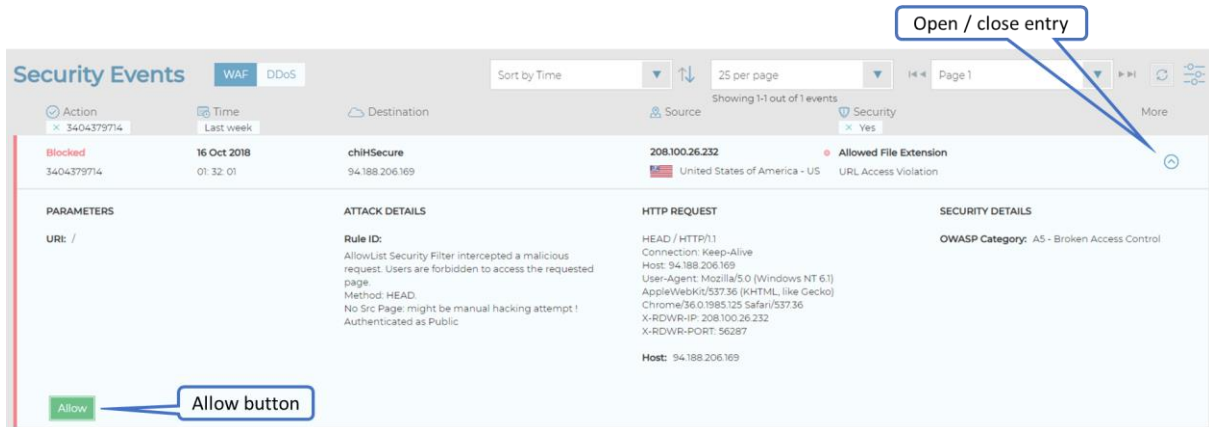 Open / close entry
Security Events WAF DDoS Sort by Time 25 per page Page 1
Showing 1-1 out of 1 events
Action Time Destination Source Security More
× 3404379714 Last week × Yes
Blocked 16 Oct 2018 chiHSecure 208.100.26.232 Allowed File Extension
3404379714 01: 32: 01 94.188.206.169 United States of America - US URL Access Violation
PARAMETERS ATTACK DETAILS HTTP REQUEST SECURITY DETAILS
URI: / Rule ID: HEAD / HTTP/1.1 OWASP Category: A5 - Broken Access Control
AllowList Security Filter intercepted a malicious
request. Users are forbidden to access the requested
page.
Method: HEAD.
No Src Page: might be manual hacking attempt !
Authenticated as Public
Connection: Keep-Alive
Host: 94.188.206.169
User-Agent: Mozilla/5.0 (Windows NT 6.1)
AppleWebKit/537.36 (KHTML, like Gecko)
Chrome/36.0.1985.125 Safari/537.36
X-RDWR-IP: 208.100.26.232
X-RDWR-PORT: 56287
Host: 94.188.206.169
Allow
Allow button